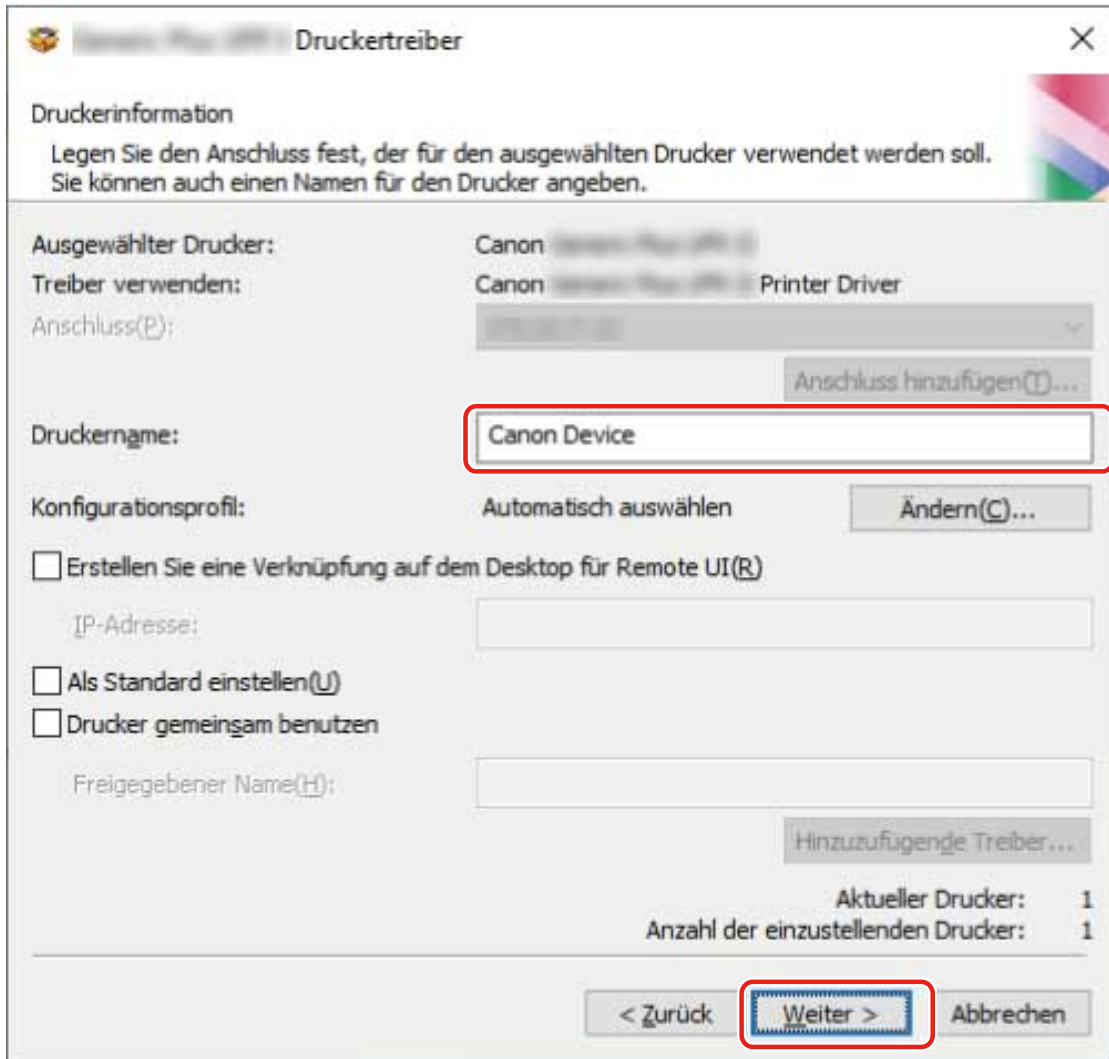 Druckertreiber
Druckerinformation
Legen Sie den Anschluss fest, der für den ausgewählten Drucker verwendet werden soll.
Sie können auch einen Namen für den Drucker angeben.
Ausgewählter Drucker: Canon
Treiber verwenden: Canon Printer Driver
Anschluss(P):
Anschluss hinzufügen(T)...
Druckername: Canon Device
Konfigurationsprofil: Automatisch auswählen Ändern(C)...
Erstellen Sie eine Verknüpfung auf dem Desktop für Remote UI(R)
IP-Adresse:
Als Standard einstellen(U)
Drucker gemeinsam benutzen
Freigegebener Name(H):
Hinzuzufügende Treiber...
Aktueller Drucker: 1
Anzahl der einzustellenden Drucker: 1
< Zurück Weiter > Abbrechen